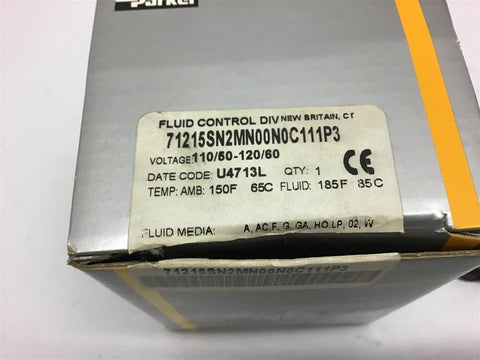 Parker
FLUID CONTROL DIV NEW BRITAIN, CT
71215SN2MN00N0C111P3
VOLTAGE: 110/50-120/60
DATE CODE: U4713L QTY: 1 CE
TEMP: AMB: 150F 65C FLUID: 185F 85C
FLUID MEDIA: A, AC, F, G, GA, HO, LP, 02, W
71215SN2MN00N0C111P3